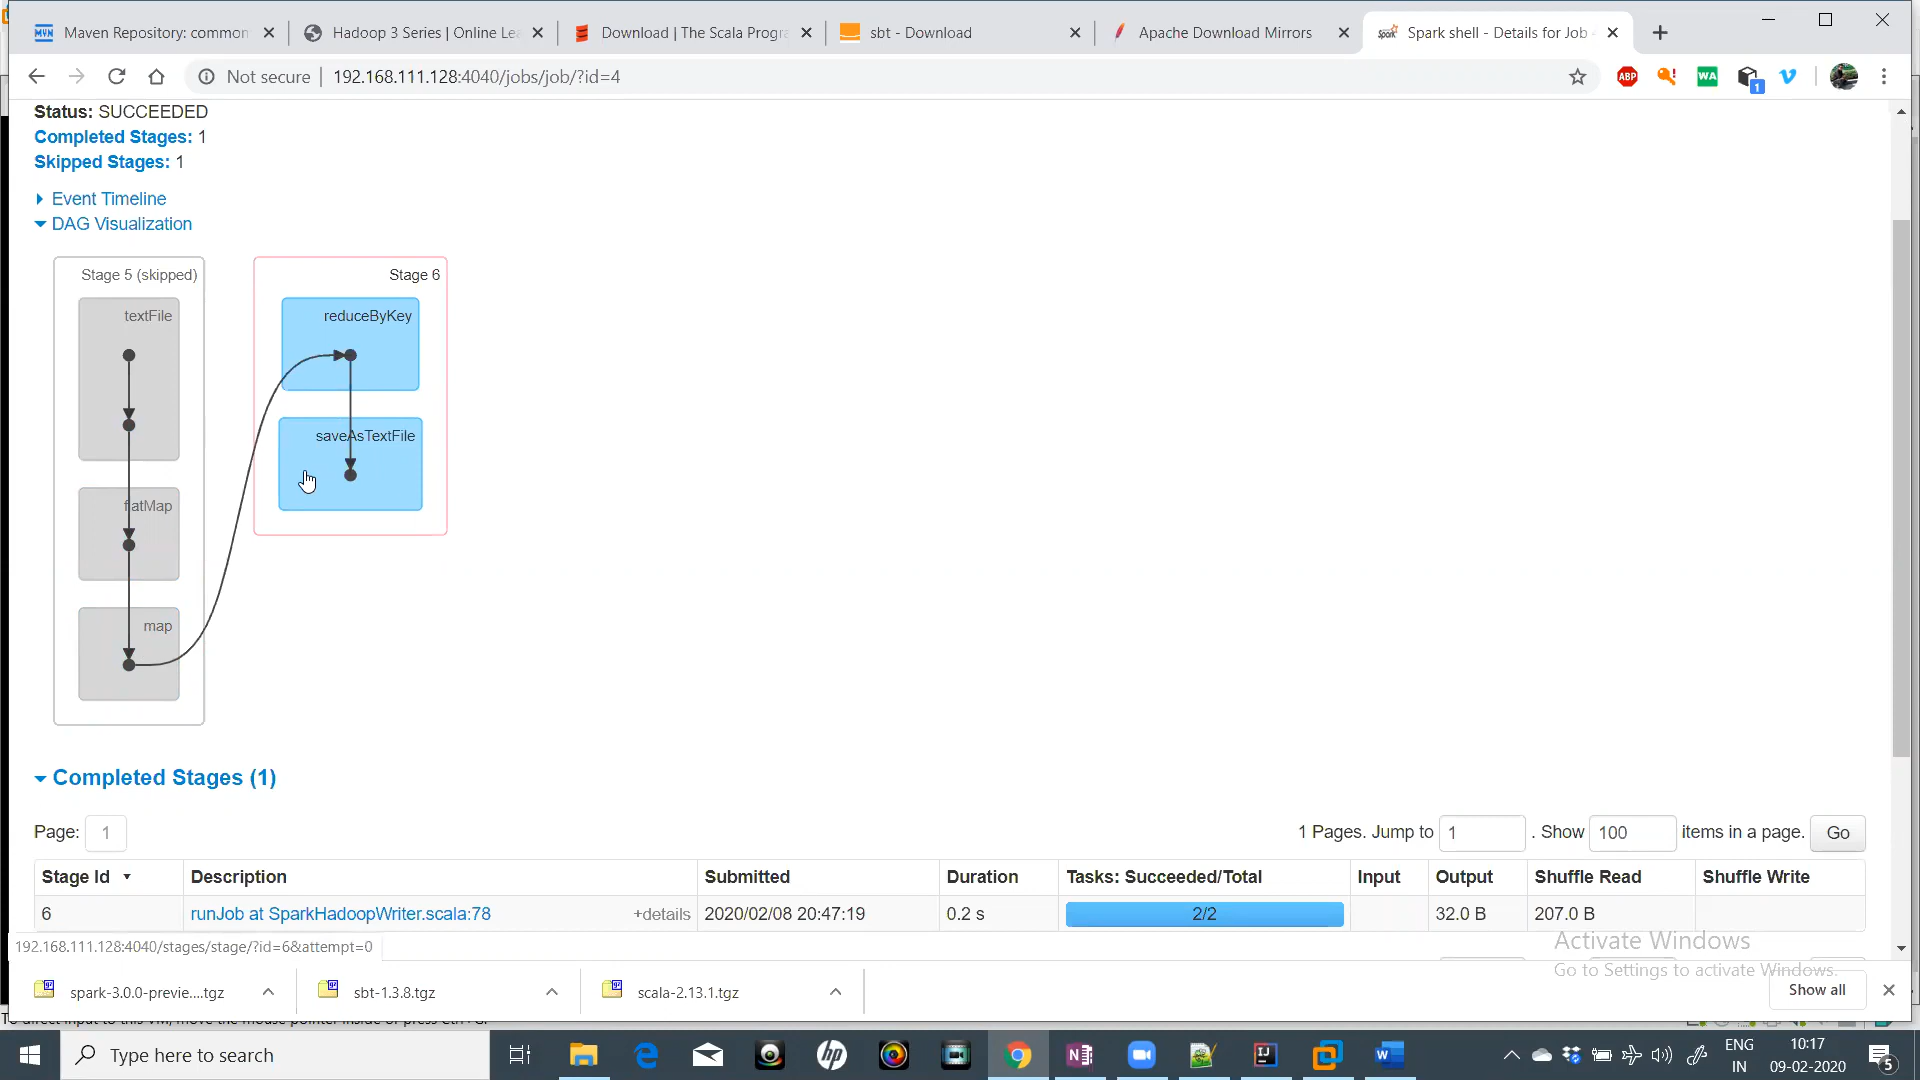 Maven Repository: common
Hadoop 3 Series | Online Lea
Download | The Scala Progra
sbt - Download
Apache Download Mirrors
Spark shell - Details for Job 4
Not secure | 192.168.111.128:4040/jobs/job/?id=4
ABP
WA
1
Status: SUCCEEDED
Completed Stages: 1
Skipped Stages: 1
Event Timeline
DAG Visualization
Stage 5 (skipped)
textFile
flatMap
map
Stage 6
reduceByKey
saveAsTextFile
Completed Stages (1)
Page: 1
1 Pages. Jump to 1 . Show 100 items in a page. Go
Stage Id Description Submitted Duration Tasks: Succeeded/Total Input Output Shuffle Read Shuffle Write
6 runJob at SparkHadoopWriter.scala:78 +details 2020/02/08 20:47:19 0.2 s 2/2 32.0 B 207.0 B
192.168.111.128:4040/stages/stage/?id=6&attempt=0
Activate Windows
Go to Settings to activate Windows.
spark-3.0.0-previe....tgz
sbt-1.3.8.tgz
scala-2.13.1.tgz
Show all
Type here to search
ENG
IN
10:17
09-02-2020
5